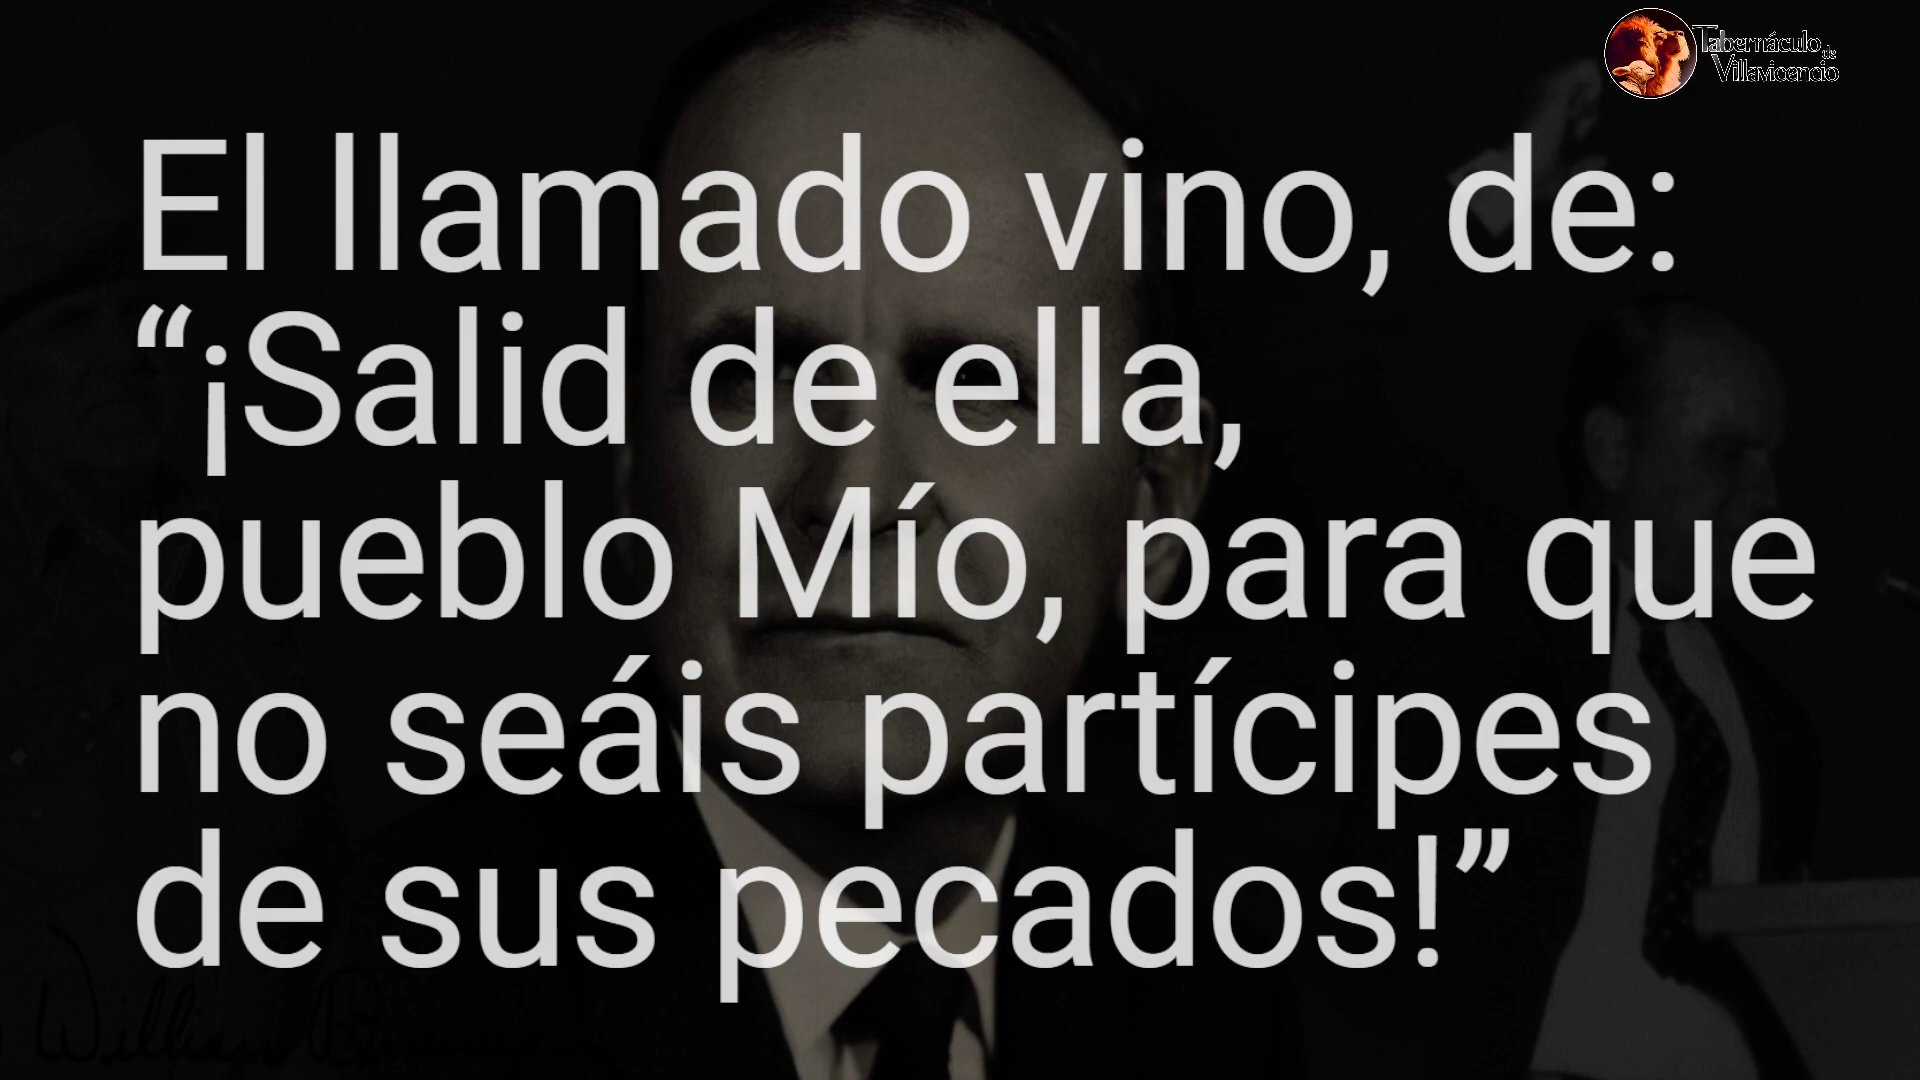 Tabernáculo
de
Villavicencio
El llamado vino, de:
“¡Salid de ella,
pueblo Mío, para que
no seáis partícipes
de sus pecados!”
William